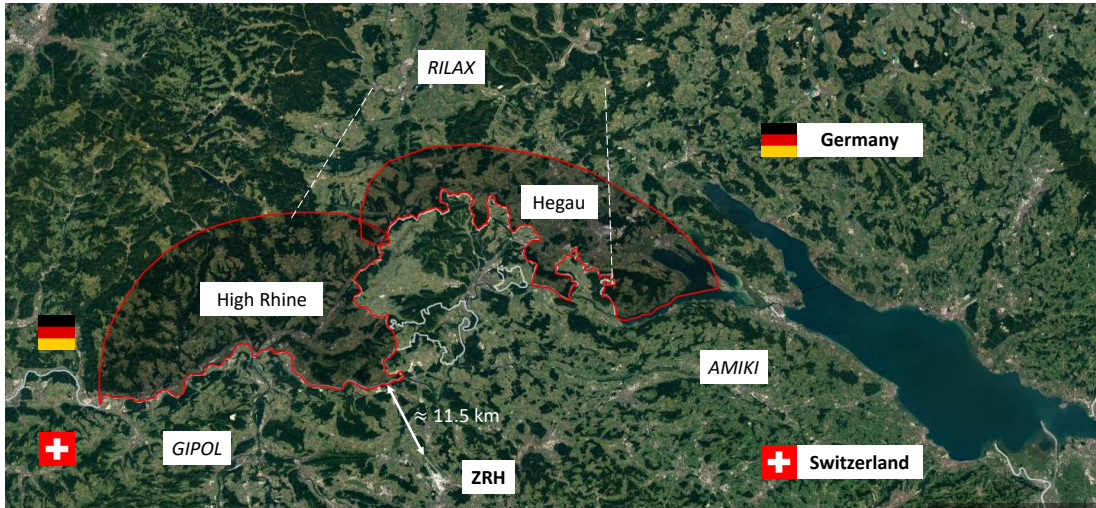 RILAX
Germany
Hegau
High Rhine
AMIKI
≈ 11.5 km
GIPOL
Switzerland
ZRH